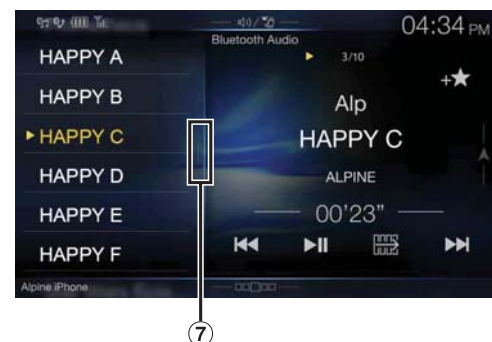 04:34 PM
Bluetooth Audio
3/10
HAPPY A
HAPPY B
HAPPY C
HAPPY D
HAPPY E
HAPPY F
+★
Alp
HAPPY C
ALPINE
00'23"
Alpine iPhone
7